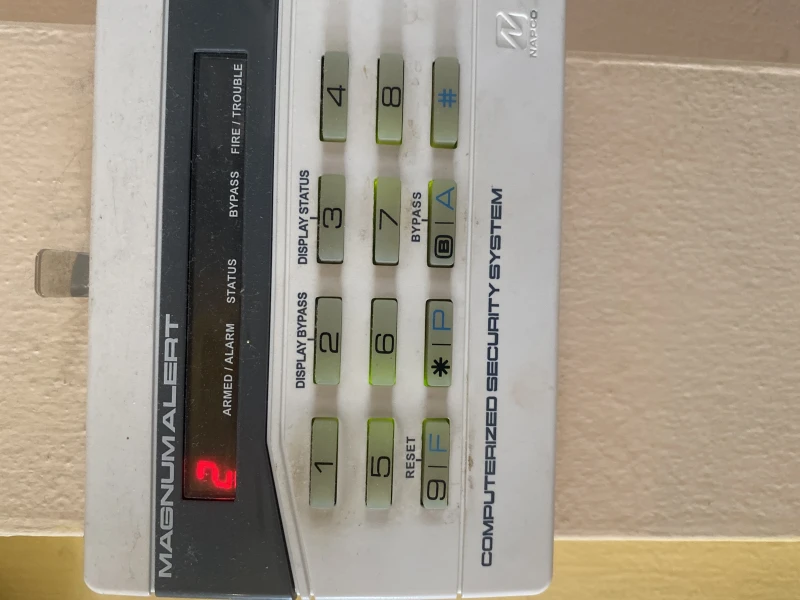 MAGNUM ALERT
2
ARMED / ALARM STATUS BYPASS FIRE / TROUBLE
DISPLAY BYPASS DISPLAY STATUS
1 2 3 4
5 6 7 8
RESET BYPASS
9|F *|P B|A #
COMPUTERIZED SECURITY SYSTEM
NAPCO